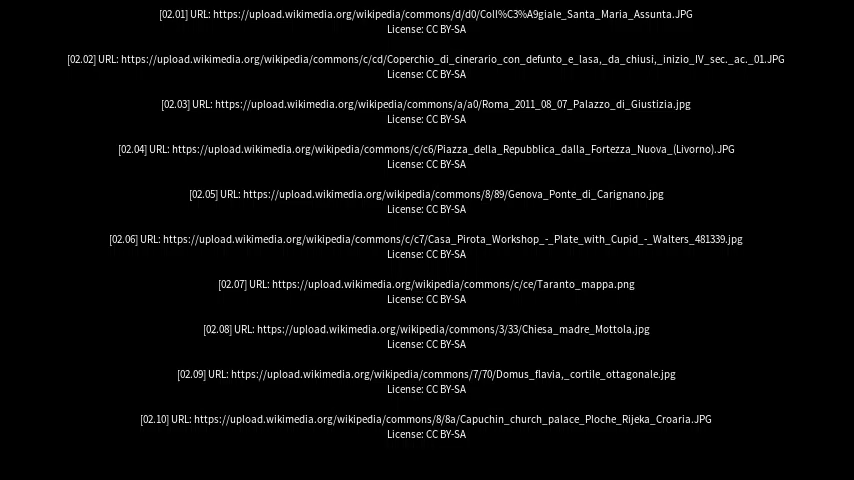 [02.01] URL: https://upload.wikimedia.org/wikipedia/commons/d/d0/Coll%C3%A9giale_Santa_Maria_Assunta.JPG
License: CC BY-SA
[02.02] URL: https://upload.wikimedia.org/wikipedia/commons/c/cd/Coperchio_di_cinerario_con_defunto_e_lasa,_da_chiusi,_inizio_IV_sec._ac._01.JPG
License: CC BY-SA
[02.03] URL: https://upload.wikimedia.org/wikipedia/commons/a/a0/Roma_2011_08_07_Palazzo_di_Giustizia.jpg
License: CC BY-SA
[02.04] URL: https://upload.wikimedia.org/wikipedia/commons/c/c6/Piazza_della_Repubblica_dalla_Fortezza_Nuova_(Livorno).JPG
License: CC BY-SA
[02.05] URL: https://upload.wikimedia.org/wikipedia/commons/8/89/Genova_Ponte_di_Carignano.jpg
License: CC BY-SA
[02.06] URL: https://upload.wikimedia.org/wikipedia/commons/c/c7/Casa_Pirota_Workshop_-_Plate_with_Cupid_-_Walters_481339.jpg
License: CC BY-SA
[02.07] URL: https://upload.wikimedia.org/wikipedia/commons/c/ce/Taranto_mappa.png
License: CC BY-SA
[02.08] URL: https://upload.wikimedia.org/wikipedia/commons/3/33/Chiesa_madre_Mottola.jpg
License: CC BY-SA
[02.09] URL: https://upload.wikimedia.org/wikipedia/commons/7/70/Domus_flavia,_cortile_ottagonale.jpg
License: CC BY-SA
[02.10] URL: https://upload.wikimedia.org/wikipedia/commons/8/8a/Capuchin_church_palace_Ploche_Rijeka_Croaria.JPG
License: CC BY-SA